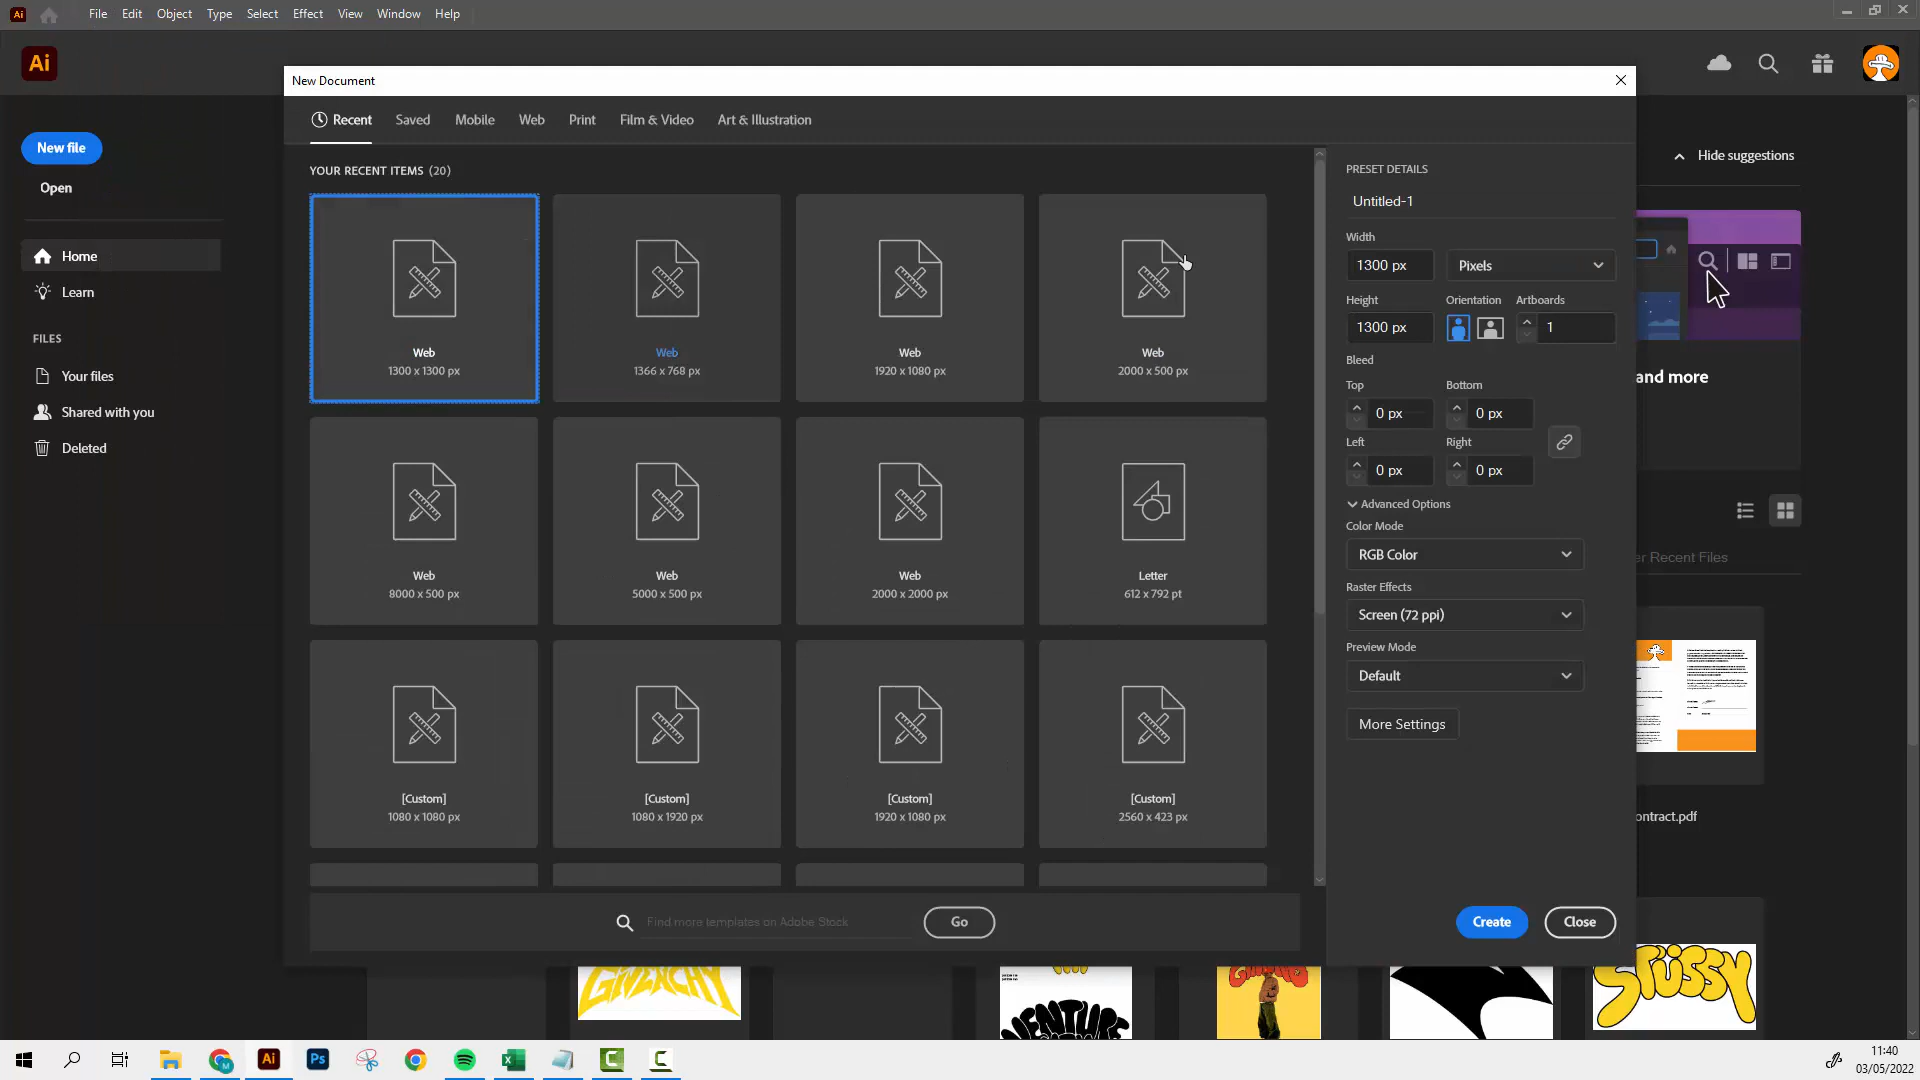 Ai
File Edit Object Type Select Effect View Window Help
Ai
New Document
Recent Saved Mobile Web Print Film & Video Art & Illustration
New file
Open
Home
Learn
FILES
Your files
Shared with you
Deleted
YOUR RECENT ITEMS (20)
Web
1300 x 1300 px
Web
1366 x 768 px
Web
1920 x 1080 px
Web
2000 x 500 px
Web
8000 x 500 px
Web
5000 x 500 px
Web
2000 x 2000 px
Letter
612 x 792 pt
[Custom]
1080 x 1080 px
[Custom]
1080 x 1920 px
[Custom]
1920 x 1080 px
[Custom]
2560 x 423 px
Find more templates on Adobe Stock
Go
PRESET DETAILS
Untitled-1
Width
1300 px Pixels
Height Orientation Artboards
1300 px 1
Bleed
Top Bottom
0 px 0 px
Left Right
0 px 0 px
Advanced Options
Color Mode
RGB Color
Raster Effects
Screen (72 ppi)
Preview Mode
Default
More Settings
Create Close
Hide suggestions
and more
er Recent Files
ontract.pdf
GIVENCHY
VENTURE
STÜSSY
Ai Ps
11:40
03/05/2022